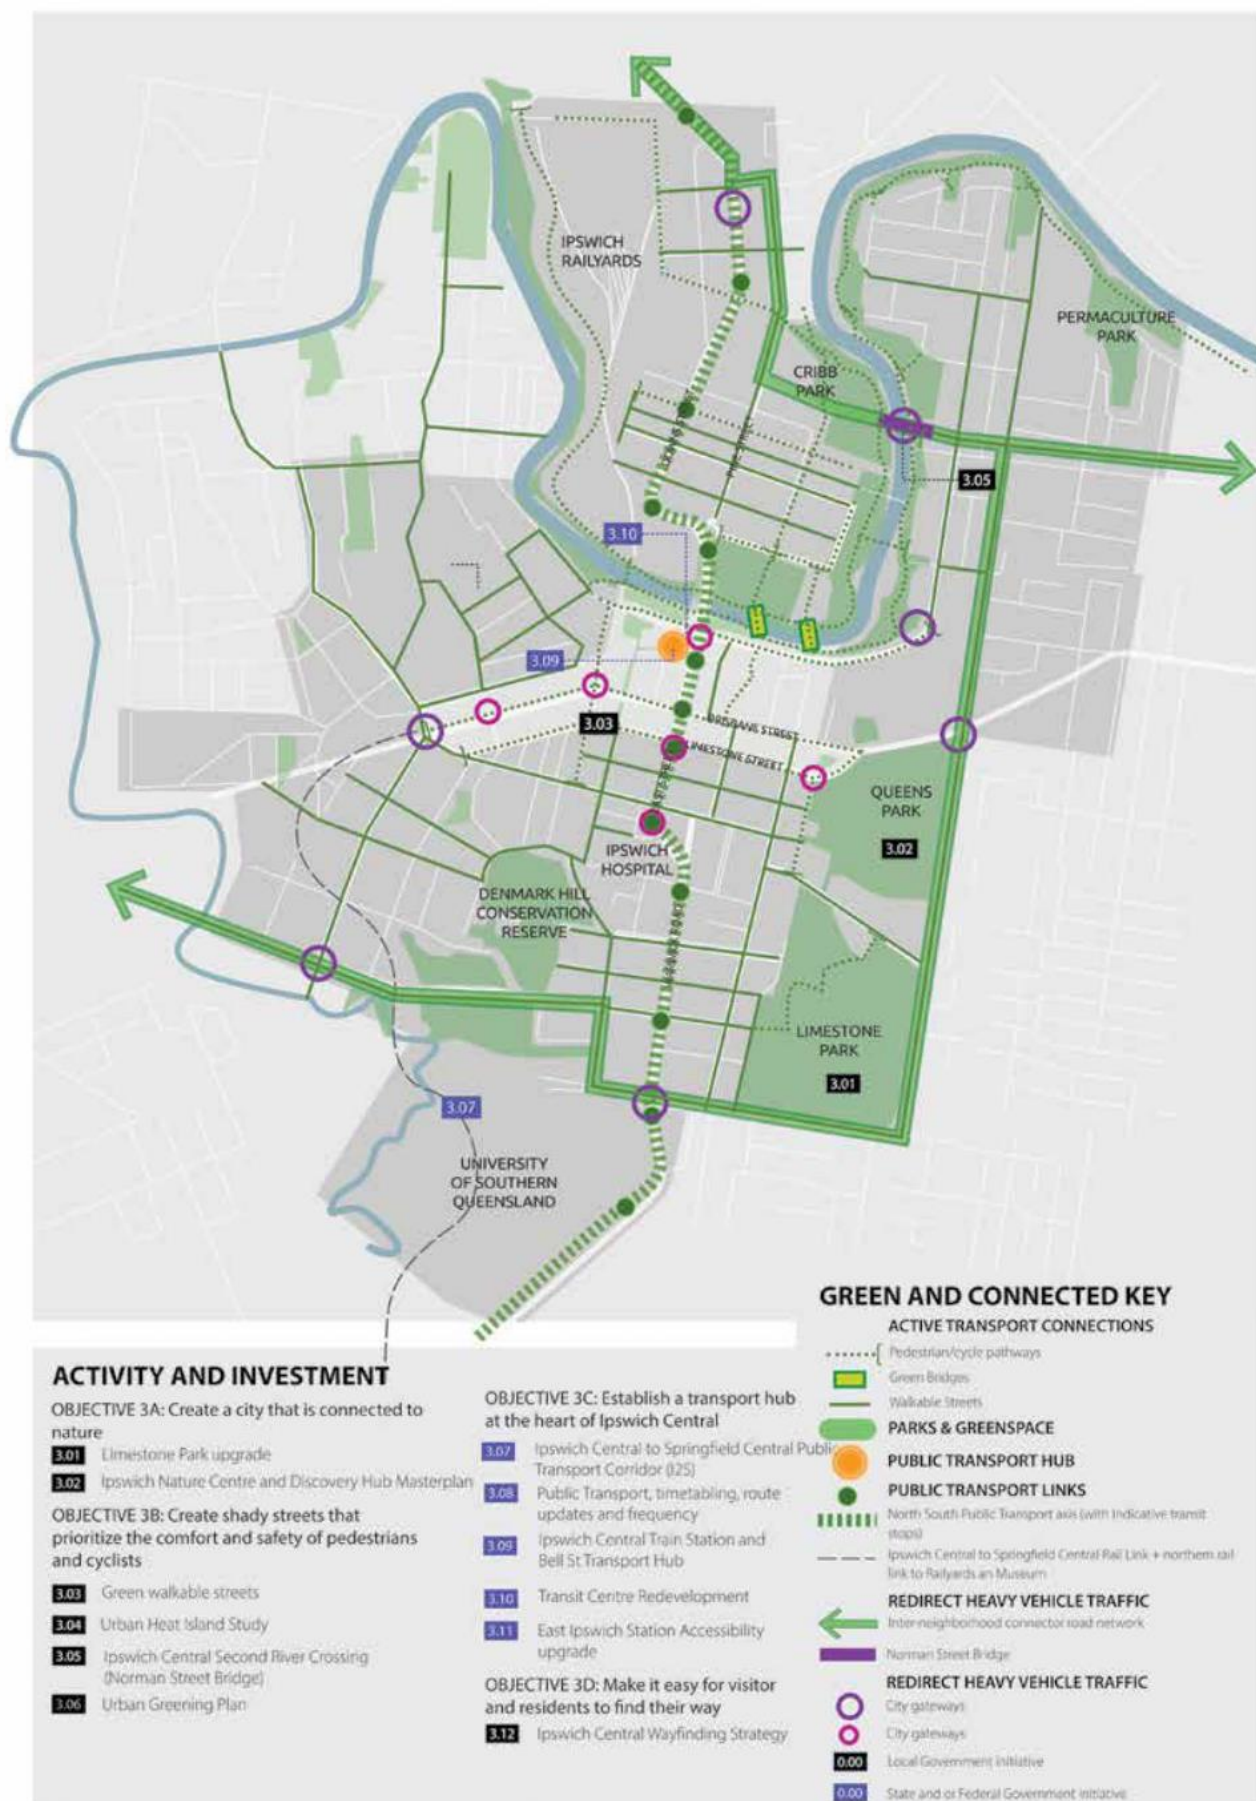 IPSWICH
RAILYARDS
PERMACULTURE
PARK
CRIBB
PARK
3.05
3.10
3.09
3.03
BRISBANE STREET
LIMESTONE STREET
QUEENS
PARK
3.02
IPSWICH
HOSPITAL
DENMARK HILL
CONSERVATION
RESERVE
LIMESTONE
PARK
3.01
3.07
UNIVERSITY
OF SOUTHERN
QUEENSLAND
ACTIVITY AND INVESTMENT
OBJECTIVE 3A: Create a city that is connected to
nature
3.01 Limestone Park upgrade
3.02 Ipswich Nature Centre and Discovery Hub Masterplan
OBJECTIVE 3B: Create shady streets that
prioritize the comfort and safety of pedestrians
and cyclists
3.03 Green walkable streets
3.04 Urban Heat Island Study
3.05 Ipswich Central Second River Crossing
(Norman Street Bridge)
3.06 Urban Greening Plan
OBJECTIVE 3C: Establish a transport hub
at the heart of Ipswich Central
3.07 Ipswich Central to Springfield Central Public
Transport Corridor (I2S)
3.08 Public Transport, timetabling, route
updates and frequency
3.09 Ipswich Central Train Station and
Bell St Transport Hub
3.10 Transit Centre Redevelopment
3.11 East Ipswich Station Accessibility
upgrade
OBJECTIVE 3D: Make it easy for visitor
and residents to find their way
3.12 Ipswich Central Wayfinding Strategy
GREEN AND CONNECTED KEY
ACTIVE TRANSPORT CONNECTIONS
Pedestrian/cycle pathways
Green Bridges
Walkable Streets
PARKS & GREENSPACE
PUBLIC TRANSPORT HUB
PUBLIC TRANSPORT LINKS
North South Public Transport axis (with Indicative transit
stops)
Ipswich Central to Springfield Central Rail Link + northern rail
link to Railyards an Museum
REDIRECT HEAVY VEHICLE TRAFFIC
Inter-neighborhood connector road network
Norman Street Bridge
REDIRECT HEAVY VEHICLE TRAFFIC
City gateways
City gateways
0.00 Local Government initiative
0.00 State and or Federal Government initiative